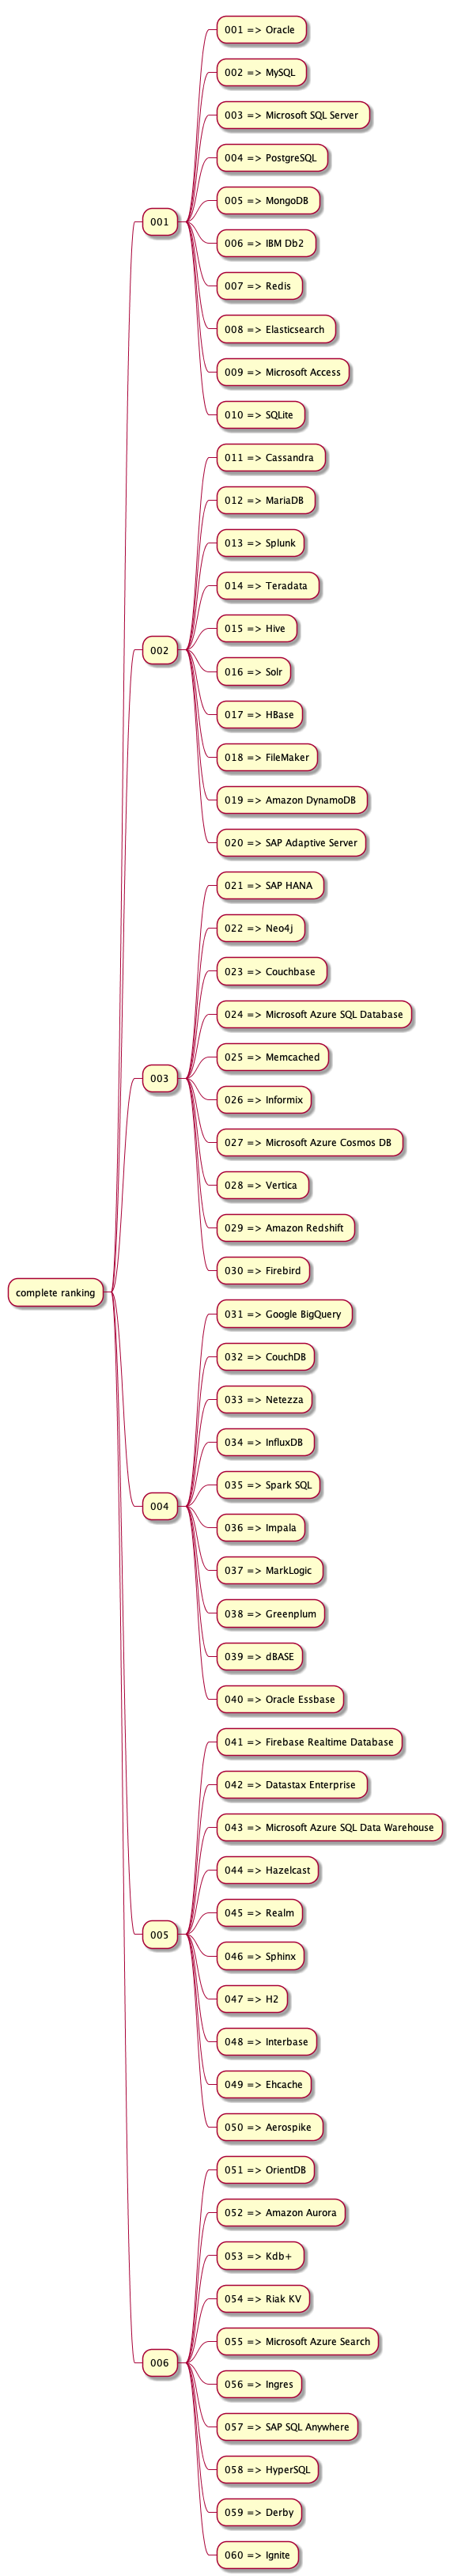 001 => Oracle
002 => MySQL
003 => Microsoft SQL Server
004 => PostgreSQL
005 => MongoDB
001
006 => IBM Db2
007 => Redis
008 => Elasticsearch
009 => Microsoft Access
010 => SQLite
011 => Cassandra
012 => MariaDB
013 => Splunk
014 => Teradata
015 => Hive
002
016 => Solr
017 => HBase
018 => FileMaker
019 => Amazon DynamoDB
020 => SAP Adaptive Server
021 => SAP HANA
022 => Neo4j
023 => Couchbase
024 => Microsoft Azure SQL Database
025 => Memcached
003
026 => Informix
027 => Microsoft Azure Cosmos DB
028 => Vertica
029 => Amazon Redshift
030 => Firebird
complete ranking
031 => Google BigQuery
032 => CouchDB
033 => Netezza
034 => InfluxDB
035 => Spark SQL
004
036 => Impala
037 => MarkLogic
038 => Greenplum
039 => dBASE
040 => Oracle Essbase
041 => Firebase Realtime Database
042 => Datastax Enterprise
043 => Microsoft Azure SQL Data Warehouse
044 => Hazelcast
045 => Realm
005
046 => Sphinx
047 => H2
048 => Interbase
049 => Ehcache
050 => Aerospike
051 => OrientDB
052 => Amazon Aurora
053 => Kdb+
054 => Riak KV
055 => Microsoft Azure Search
006
056 => Ingres
057 => SAP SQL Anywhere
058 => HyperSQL
059 => Derby
060 => Ignite